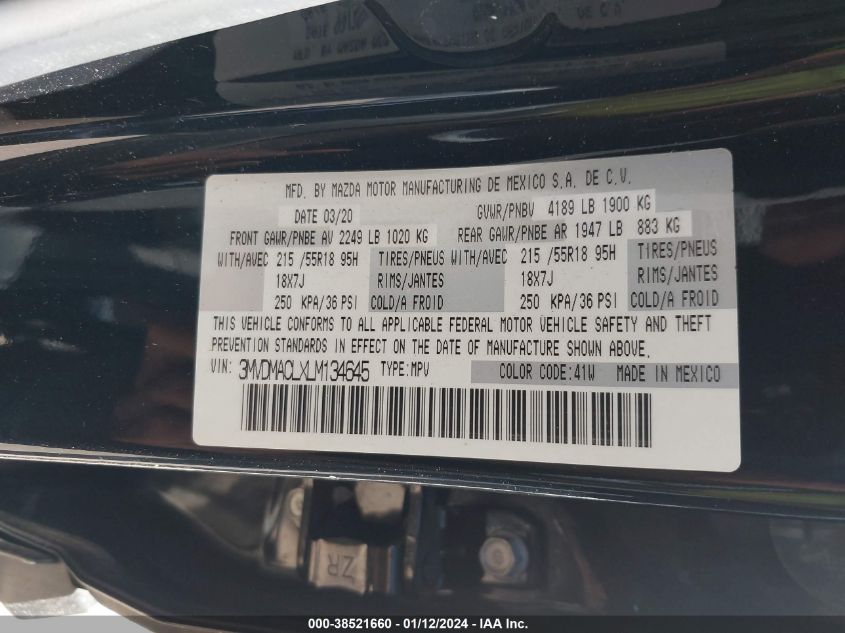 MFD. BY MAZDA MOTOR MANUFACTURING DE MEXICO S.A. DE C.V.
DATE 03/20 GVWR/PNBV 4189 LB 1900 KG
FRONT GAWR/PNBE AV 2249 LB 1020 KG REAR GAWR/PNBE AR 1947 LB 883 KG
WITH/AVEC 215 /55R18 95H TIRES/PNEUS WITH/AVEC 215 /55R18 95H TIRES/PNEUS
18X7J RIMS/JANTES 18X7J RIMS/JANTES
250 KPA/36 PSI COLD/A FROID 250 KPA/36 PSI COLD/A FROID
THIS VEHICLE CONFORMS TO ALL APPLICABLE FEDERAL MOTOR VEHICLE SAFETY AND THEFT
PREVENTION STANDARDS IN EFFECT ON THE DATE OF MANUFACTURE SHOWN ABOVE.
VIN: 3MVDMACLXLM134645 TYPE:MPV COLOR CODE:41W MADE IN MEXICO
ZR
000-38521660 - 01/12/2024 - IAA Inc.